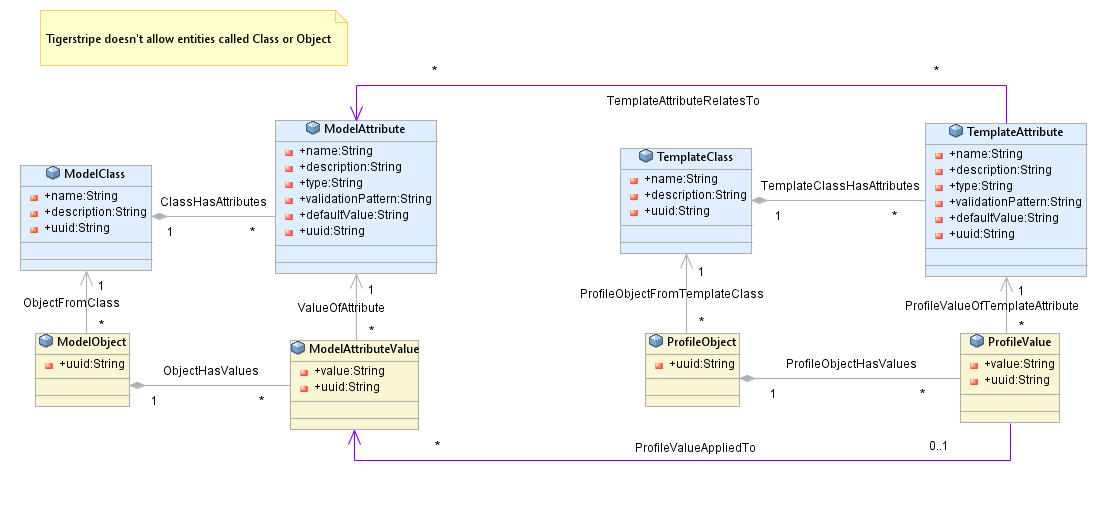 Tigerstripe doesn't allow entities called Class or Object
*
*
TemplateAttributeRelatesTo
ModelAttribute
+name:String
+description:String
+type:String
+validationPattern:String
+defaultValue:String
+uuid:String
TemplateAttribute
+name:String
+description:String
+type:String
+validationPattern:String
+defaultValue:String
+uuid:String
ModelClass
+name:String
+description:String
+uuid:String
ClassHasAttributes
1
*
TemplateClass
+name:String
+description:String
+uuid:String
TemplateClassHasAttributes
1
*
1
ObjectFromClass
*
1
ValueOfAttribute
*
1
ProfileObjectFromTemplateClass
*
1
ProfileValueOfTemplateAttribute
*
ModelObject
+uuid:String
ObjectHasValues
1
*
ModelAttributeValue
+value:String
+uuid:String
ProfileObject
+uuid:String
ProfileObjectHasValues
1
*
ProfileValue
+value:String
+uuid:String
*
ProfileValueAppliedTo
0..1